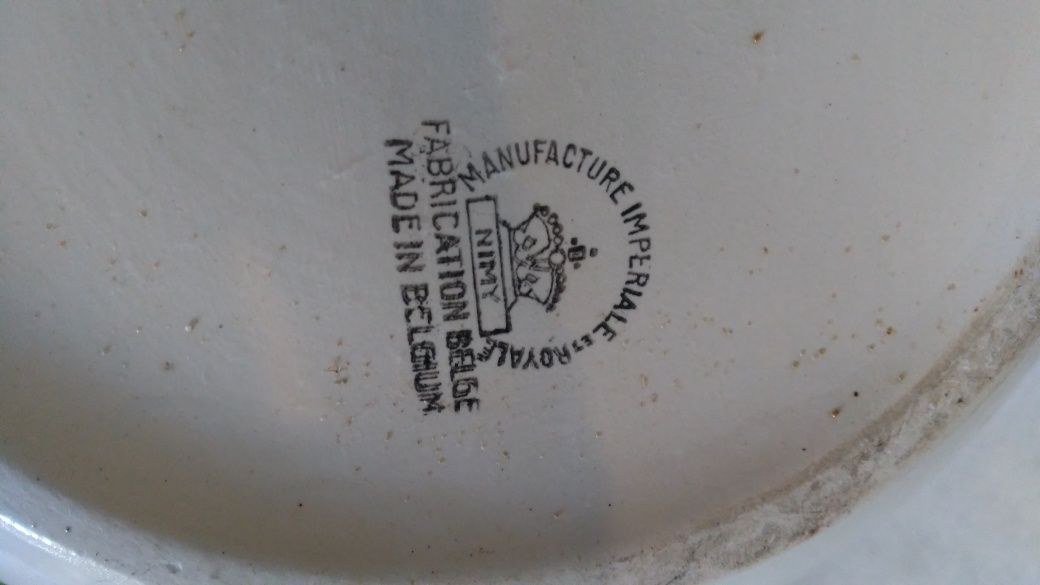 MANUFACTURE IMPERIALE ET ROYALE
NIMY
FABRICATION BELGE
MADE IN BELGIUM